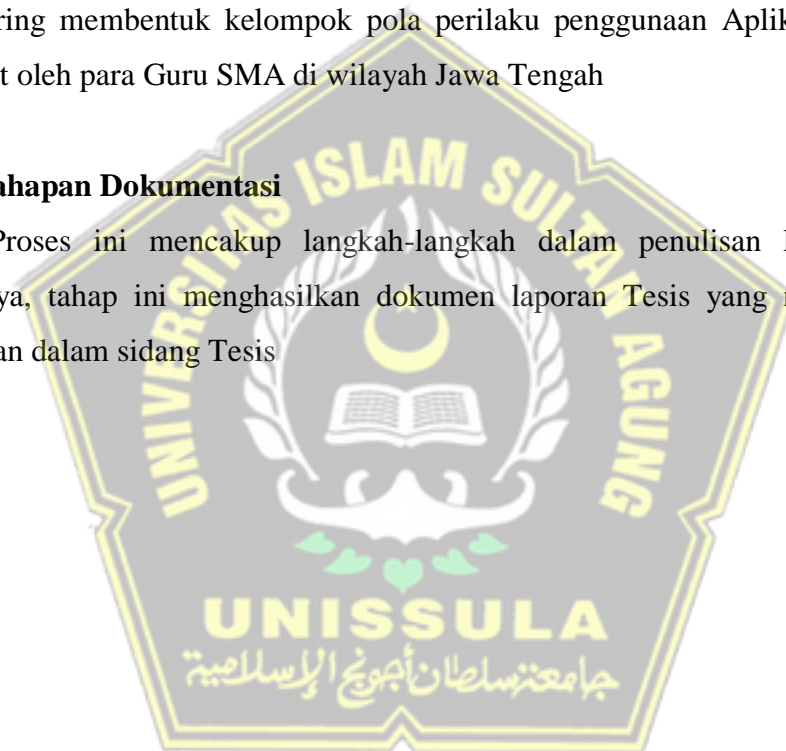 ring membentuk kelompok pola perilaku penggunaan Aplik
t oleh para Guru SMA di wilayah Jawa Tengah
ahapan Dokumentasi
Proses ini mencakup langkah-langkah dalam penulisan
ya, tahap ini menghasilkan dokumen laporan Tesis yang
an dalam sidang Tesis
UNIVERSITAS ISLAM SULTAN AGUNG
UNISSULA
جامعة سلطان أجونج الإسلامية